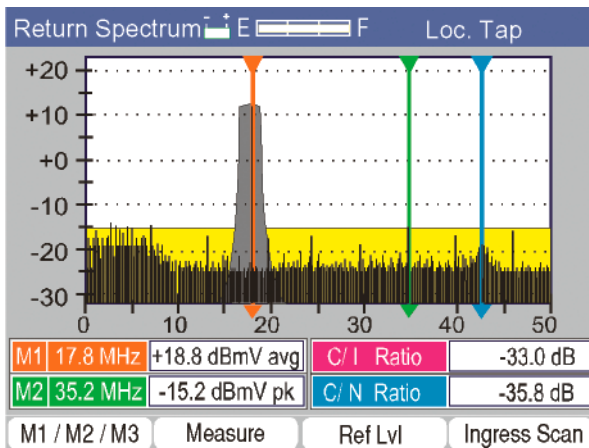 Return Spectrum - + E F Loc. Tap
+20
+10
+0
-10
-20
-30
0 10 20 30 40 50
M1 17.8 MHz +18.8 dBmV avg C/ I Ratio -33.0 dB
M2 35.2 MHz -15.2 dBmV pk C/ N Ratio -35.8 dB
M1 / M2 / M3 Measure Ref Lvl Ingress Scan